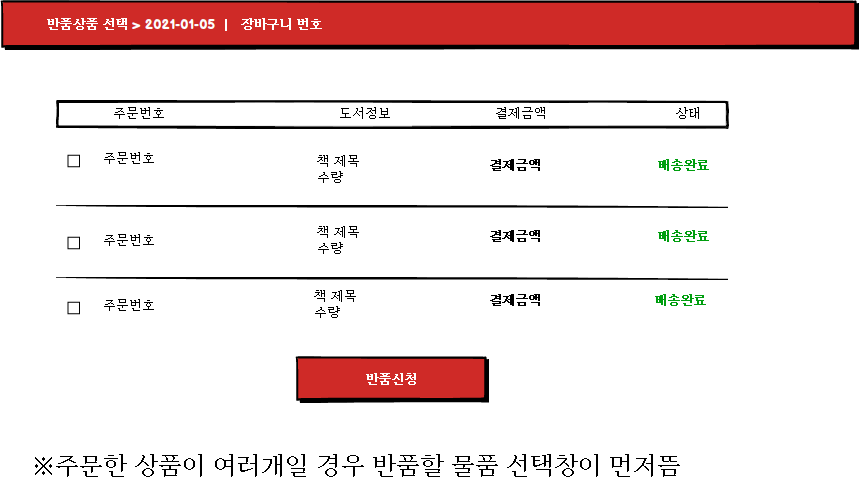 반품상품 선택 > 2021-01-05 | 장바구니 번호
주문번호 도서정보 결제금액 상태
주문번호 책 제목 결제금액 배송완료
수량
주문번호 책 제목 결제금액 배송완료
수량
주문번호 책 제목 결제금액 배송완료
수량
반품신청
※주문한 상품이 여러개일 경우 반품할 물품 선택창이 먼저뜸